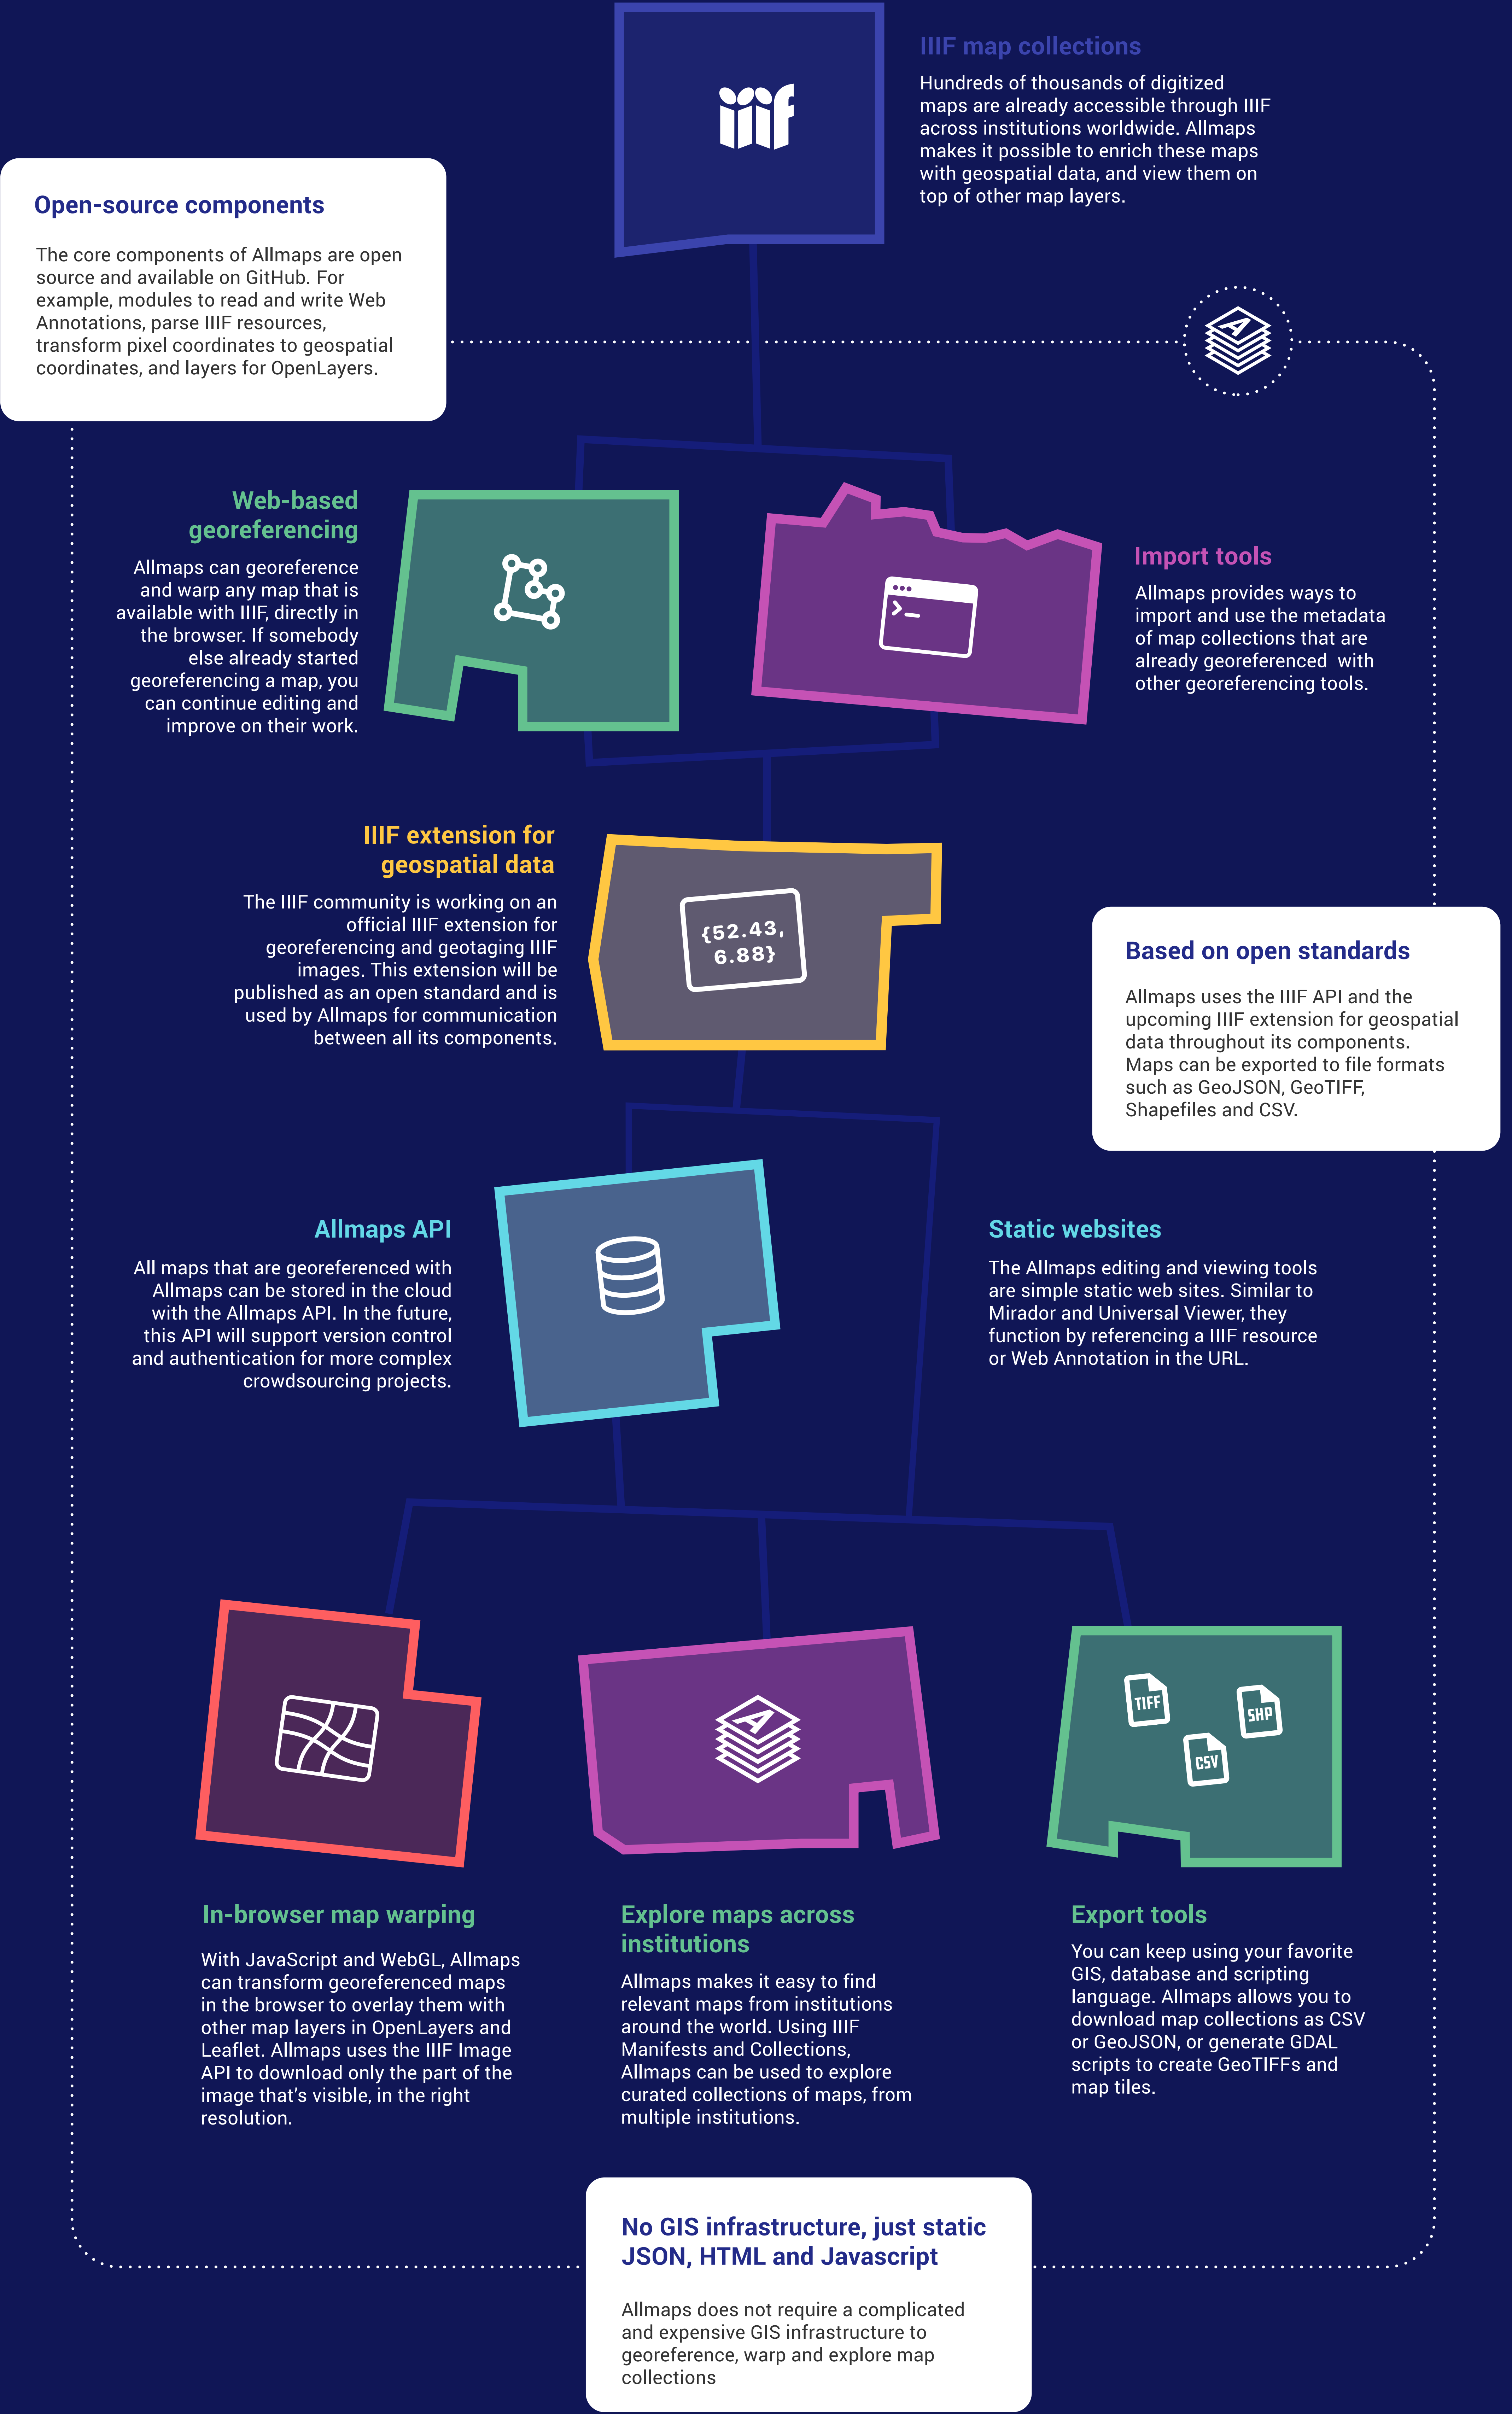 iiif
IIIF map collections
Hundreds of thousands of digitized
maps are already accessible through IIIF
across institutions worldwide. Allmaps
makes it possible to enrich these maps
with geospatial data, and view them on
top of other map layers.
Open-source components
The core components of Allmaps are open
source and available on GitHub. For
example, modules to read and write Web
Annotations, parse IIIF resources,
transform pixel coordinates to geospatial
coordinates, and layers for OpenLayers.
A
Web-based
georeferencing
Allmaps can georeference
and warp any map that is
available with IIIF, directly in
the browser. If somebody
else already started
georeferencing a map, you
can continue editing and
improve on their work.
Import tools
Allmaps provides ways to
import and use the metadata
of map collections that are
already georeferenced  with
other georeferencing tools.
IIIF extension for
geospatial data
The IIIF community is working on an
official IIIF extension for
georeferencing and geotaging IIIF
images. This extension will be
published as an open standard and is
used by Allmaps for communication
between all its components.
{52.43,
6.88}
Based on open standards
Allmaps uses the IIIF API and the
upcoming IIIF extension for geospatial
data throughout its components.
Maps can be exported to file formats
such as GeoJSON, GeoTIFF,
Shapefiles and CSV.
Allmaps API
All maps that are georeferenced with
Allmaps can be stored in the cloud
with the Allmaps API. In the future,
this API will support version control
and authentication for more complex
crowdsourcing projects.
Static websites
The Allmaps editing and viewing tools
are simple static web sites. Similar to
Mirador and Universal Viewer, they
function by referencing a IIIF resource
or Web Annotation in the URL.
A
TIFF
SHP
CSV
In-browser map warping
With JavaScript and WebGL, Allmaps
can transform georeferenced maps
in the browser to overlay them with
other map layers in OpenLayers and
Leaflet. Allmaps uses the IIIF Image
API to download only the part of the
image that's visible, in the right
resolution.
Explore maps across
institutions
Allmaps makes it easy to find
relevant maps from institutions
around the world. Using IIIF
Manifests and Collections,
Allmaps can be used to explore
curated collections of maps, from
multiple institutions.
Export tools
You can keep using your favorite
GIS, database and scripting
language. Allmaps allows you to
download map collections as CSV
or GeoJSON, or generate GDAL
scripts to create GeoTIFFs and
map tiles.
No GIS infrastructure, just static
JSON, HTML and Javascript
Allmaps does not require a complicated
and expensive GIS infrastructure to
georeference, warp and explore map
collections